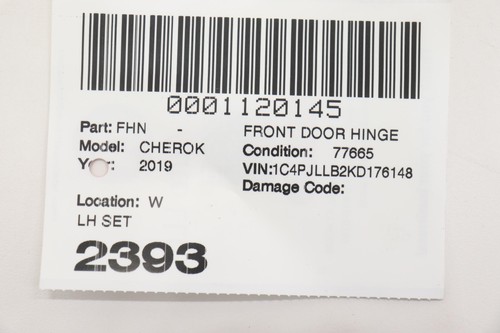 0001120145
Part: FHN - FRONT DOOR HINGE
Model: CHEROK Condition: 77665
Year: 2019 VIN:1C4PJLLB2KD176148
Damage Code:
Location: W
LH SET
2393